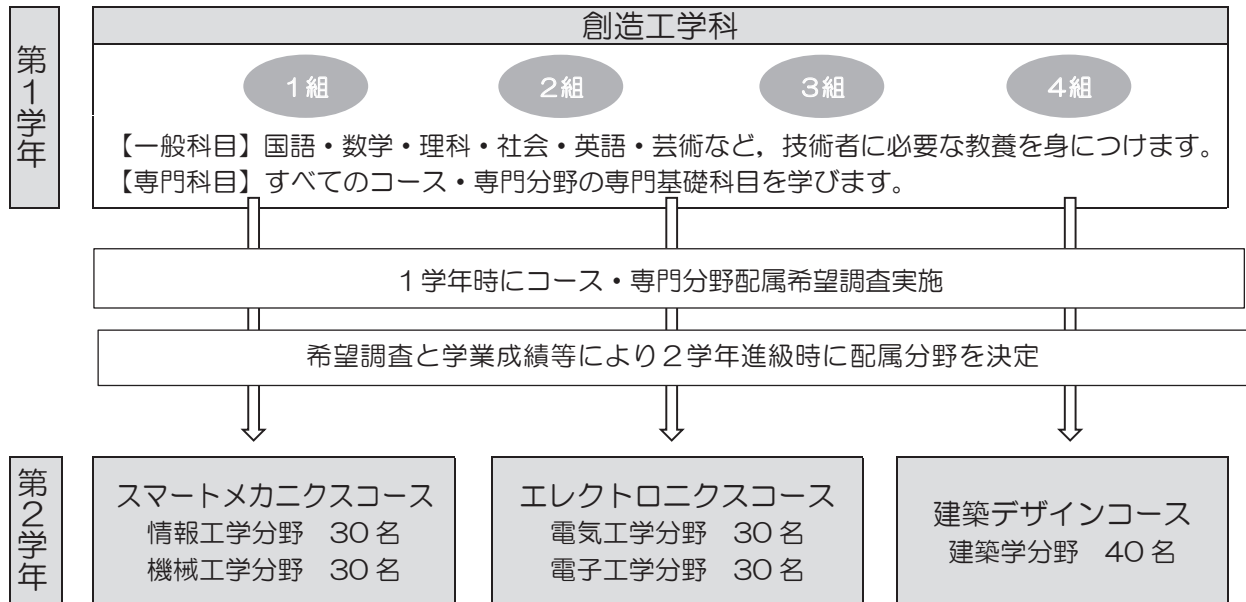 第1学年
創造工学科
1組
2組
3組
4組
【一般科目】国語・数学・理科・社会・英語・芸術など，技術者に必要な教養を身につけます。
【専門科目】すべてのコース・専門分野の専門基礎科目を学びます。
1学年時にコース・専門分野配属希望調査実施
希望調査と学業成績等により２学年進級時に配属分野を決定
第2学年
スマートメカニクスコース
情報工学分野　30名
機械工学分野　30名
エレクトロニクスコース
電気工学分野　30名
電子工学分野　30名
建築デザインコース
建築学分野　40名